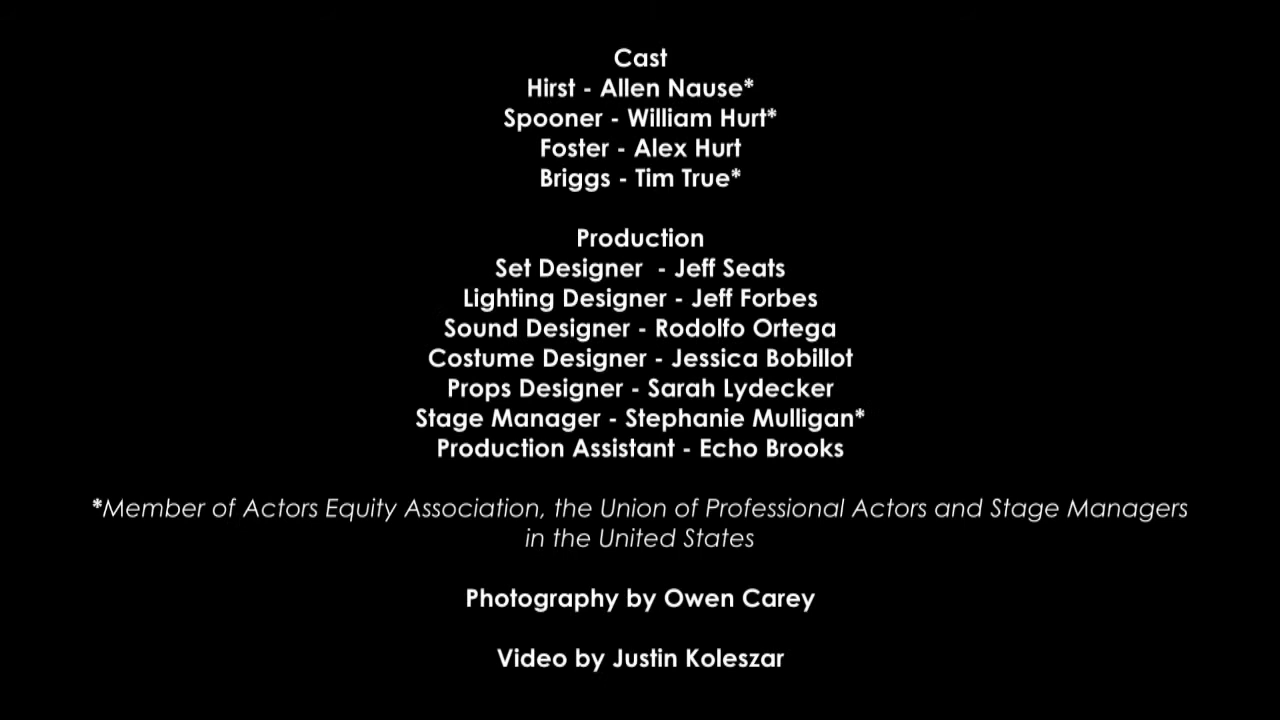 Cast
Hirst - Allen Nause*
Spooner - William Hurt*
Foster - Alex Hurt
Briggs - Tim True*
Production
Set Designer  - Jeff Seats
Lighting Designer - Jeff Forbes
Sound Designer - Rodolfo Ortega
Costume Designer - Jessica Bobillot
Props Designer - Sarah Lydecker
Stage Manager - Stephanie Mulligan*
Production Assistant - Echo Brooks
*Member of Actors Equity Association, the Union of Professional Actors and Stage Managers
in the United States
Photography by Owen Carey
Video by Justin Koleszar